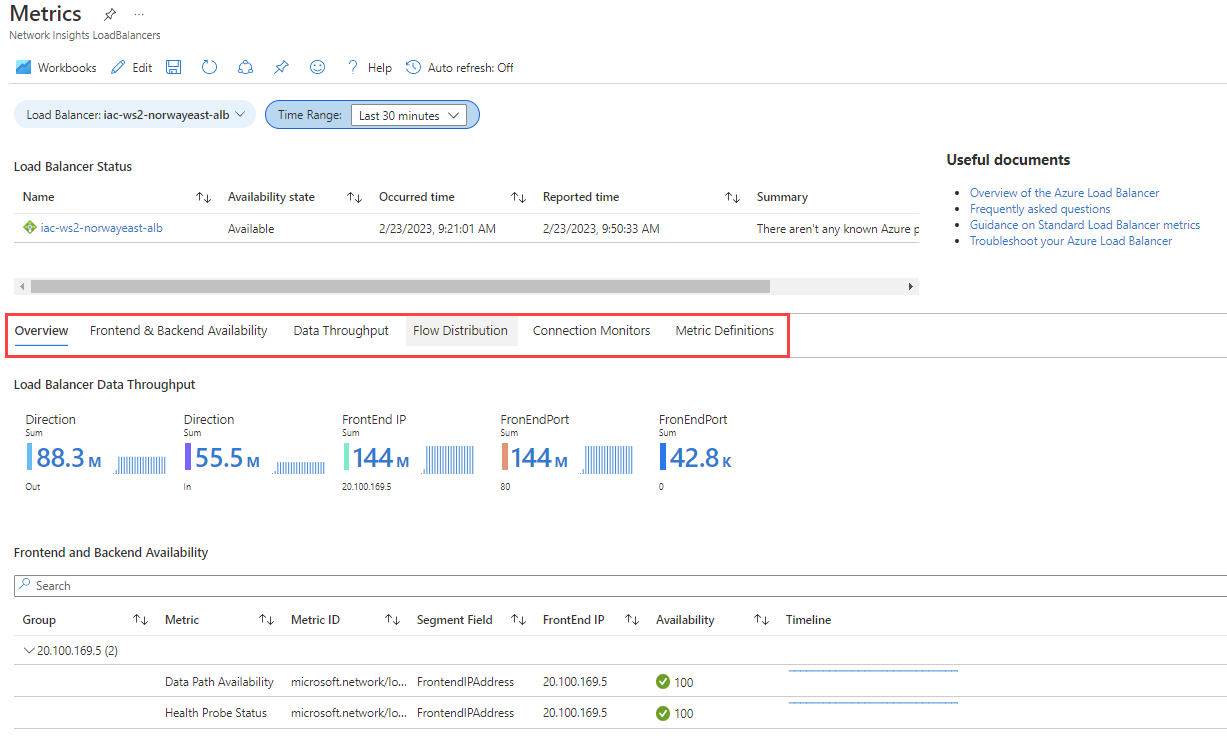 Metrics
Network Insights LoadBalancers
Workbooks Edit Help Auto refresh: Off
Load Balancer: iac-ws2-norwayeast-alb Time Range: Last 30 minutes
Load Balancer Status
Name Availability state Occurred time Reported time Summary
iac-ws2-norwayeast-alb Available 2/23/2023, 9:21:01 AM 2/23/2023, 9:50:33 AM There aren't any known Azure p
Useful documents
Overview of the Azure Load Balancer
Frequently asked questions
Guidance on Standard Load Balancer metrics
Troubleshoot your Azure Load Balancer
Overview Frontend & Backend Availability Data Throughput Flow Distribution Connection Monitors Metric Definitions
Load Balancer Data Throughput
Direction Direction FrontEnd IP FronEndPort FronEndPort
Sum Sum Sum Sum Sum
88.3 M 55.5 M 144 M 144 M 42.8 K
Out In 20.100.169.5 80 0
Frontend and Backend Availability
Search
Group Metric Metric ID Segment Field FrontEnd IP Availability Timeline
20.100.169.5 (2)
Data Path Availability microsoft.network/lo... FrontendIPAddress 20.100.169.5 100
Health Probe Status microsoft.network/lo... FrontendIPAddress 20.100.169.5 100